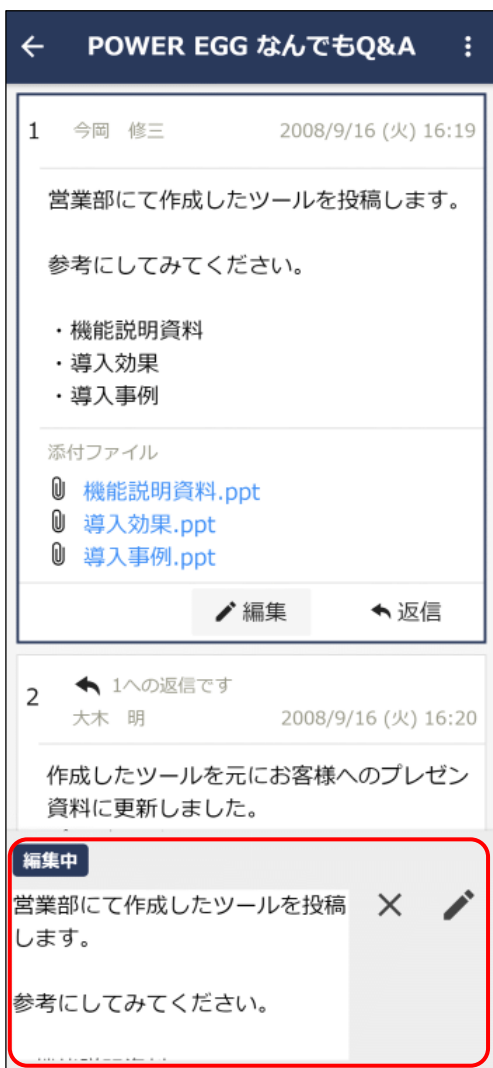 POWER EGG なんでもQ&A
1 今岡 修三 2008/9/16 (火) 16:19
営業部にて作成したツールを投稿します。
参考にしてみてください。
・機能説明資料
・導入効果
・導入事例
添付ファイル
機能説明資料.ppt
導入効果.ppt
導入事例.ppt
編集 返信
2 1への返信です
大木 明 2008/9/16 (火) 16:20
作成したツールを元にお客様へのプレゼン
資料に更新しました。
編集中
営業部にて作成したツールを投稿
します。
参考にしてみてください。